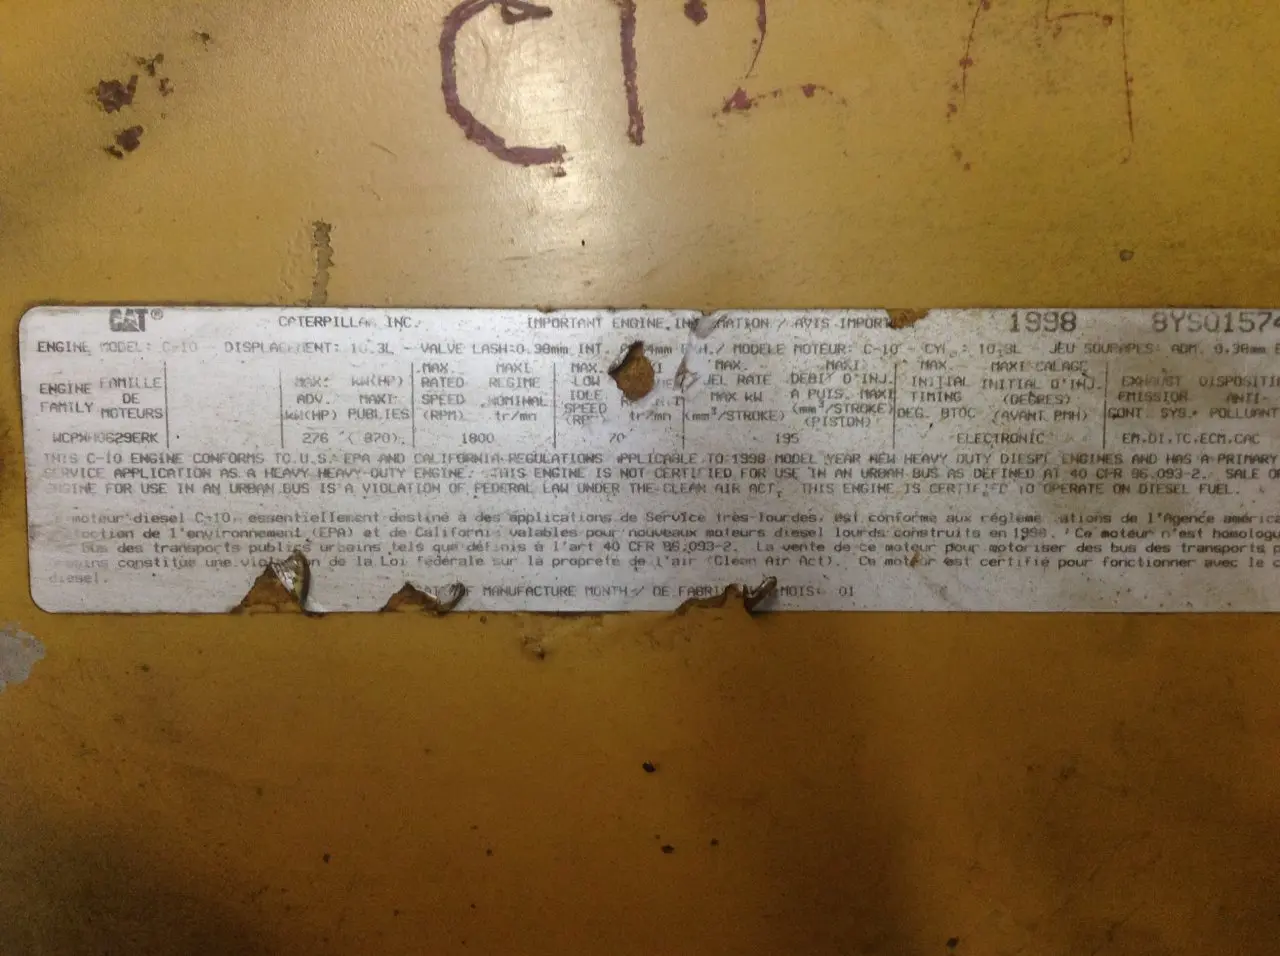 CAT® CATERPILLAR INC. IMPORTANT ENGINE INFORMATION / AVIS IMPORT 1998 8YS0157
ENGINE MODEL: C-10 DISPLACEMENT: 10.3L - VALVE LASH:0.38mm INT. mm / MODELE MOTEUR: C-10 - CYL.: 10.3L JEU SOUPAPES: ADM. 0.38mm
ENGINE FAMILY
FAMILLE DE MOTEURS
MAX. ADV. kW(HP)
kW(HP) MAXI PUBLIES
MAX. RATED SPEED (RPM)
MAXI REGIME NOMINAL tr/mn
MAX. LOW IDLE SPEED
tr/mn
MAX. FUEL RATE MAX kW (mm³/STROKE)
MAXI DEBIT D'INJ. A PUIS. MAXI (mm³/STROKE) (PISTON)
MAX. INITIAL TIMING DEG. BTDC
MAXI CALAGE INITIAL D'INJ. (DEGRES) (AVANT PMH)
EXHAUST EMISSION CONT. SYS.
ANTI- POLLUANT
276 (370) 1800 195 ELECTRONIC EM,DI,TC,ECM,CAC
THIS C-10 ENGINE CONFORMS TO U.S. EPA AND CALIFORNIA REGULATIONS APPLICABLE TO 1998 MODEL YEAR NEW HEAVY DUTY DIESEL ENGINES AND HAS A PRIMARY
SERVICE APPLICATION AS A HEAVY HEAVY-DUTY ENGINE. THIS ENGINE IS NOT CERTIFIED FOR USE IN AN URBAN BUS AS DEFINED AT 40 CFR 86.093-2. SALE OF
ENGINE FOR USE IN AN URBAN BUS IS A VIOLATION OF FEDERAL LAW UNDER THE CLEAN AIR ACT. THIS ENGINE IS CERTIFIED TO OPERATE ON DIESEL FUEL.
moteur diesel C-10, essentiellement destiné à des applications de Service très-lourdes, est conforme aux régleme ations de l'Agence améric
tection de l'environnement (EPA) et de Californi valables pour nouveaux moteurs diesel lourds construits en 1998. Ce moteur n'est homologu
bus des transports publics urbains tels que définis à l'art 40 CFR 86.093-2. La vente de ce moteur pour motoriser des bus des transports p
constitue une violation de la Loi fédérale sur la propreté de l'air (Clean Air Act). Ce moteur est certifié pour fonctionner avec le c
diesel.
OF MANUFACTURE MONTH / DE FABRI MOIS: 01